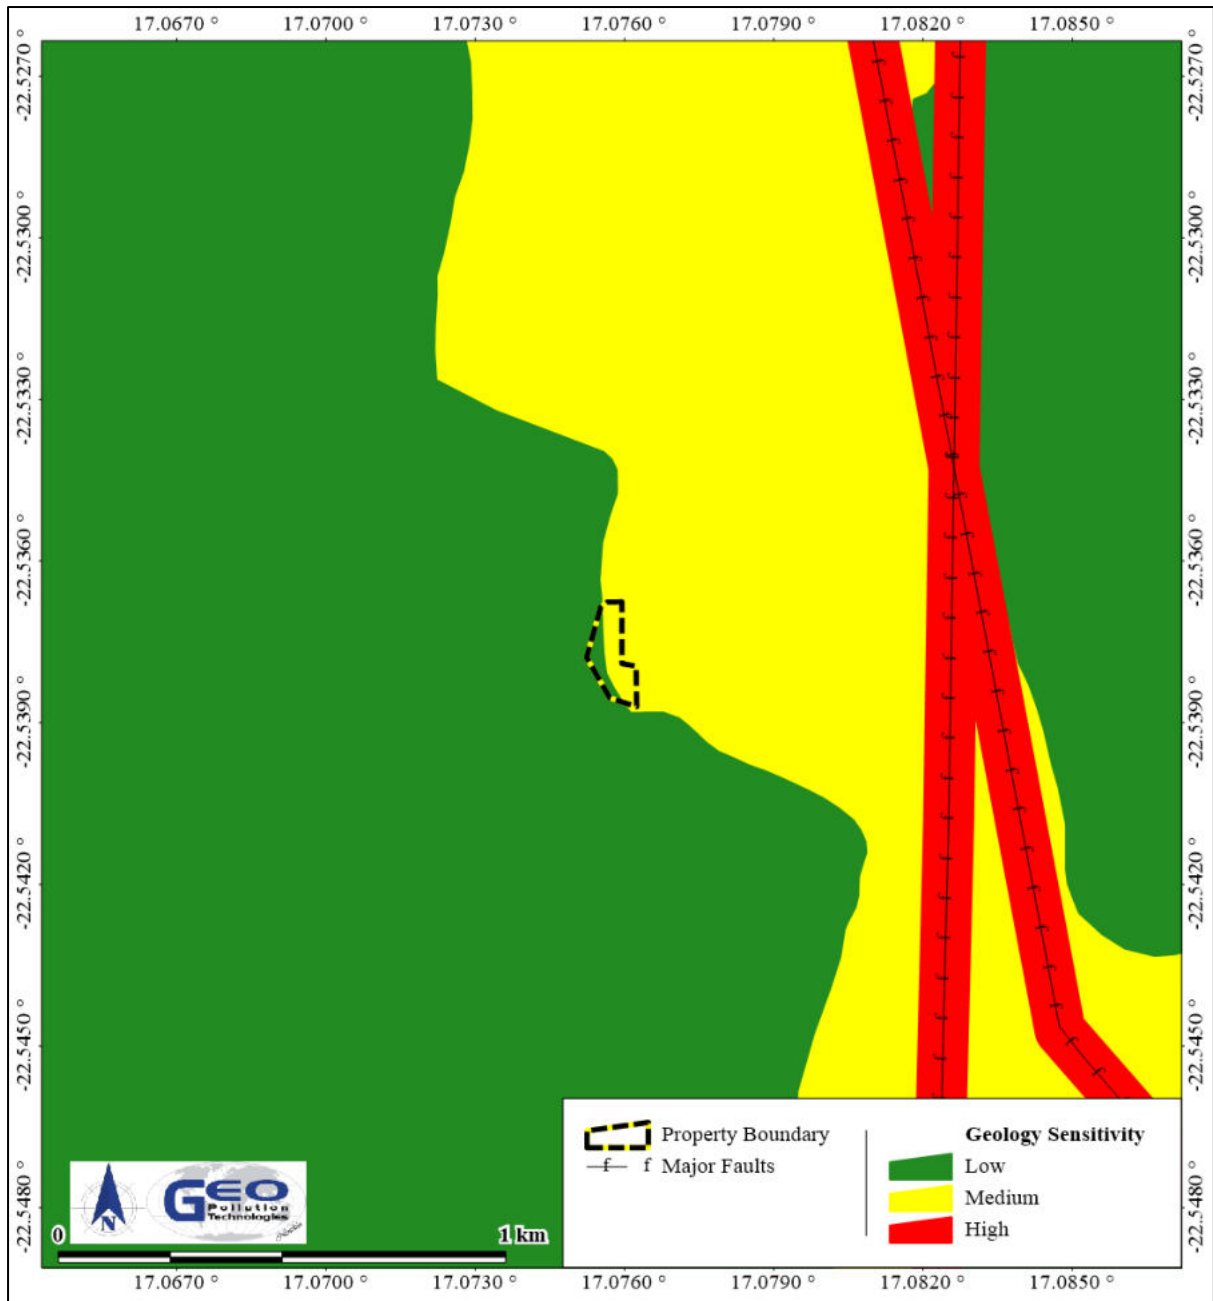 17.0670 ° 17.0700 ° 17.0730 ° 17.0760 ° 17.0790 ° 17.0820 ° 17.0850 °
-22.5270 ° -22.5270 °
-22.5300 ° -22.5300 °
-22.5330 ° -22.5330 °
-22.5360 ° -22.5360 °
-22.5390 ° -22.5390 °
-22.5420 ° -22.5420 °
-22.5450 ° -22.5450 °
-22.5480 ° -22.5480 °
Property Boundary
f f Major Faults
Geology Sensitivity
Low
Medium
High
N
GEO
Pollution
Technologies
0 1 km
17.0670 ° 17.0700 ° 17.0730 ° 17.0760 ° 17.0790 ° 17.0820 ° 17.0850 °